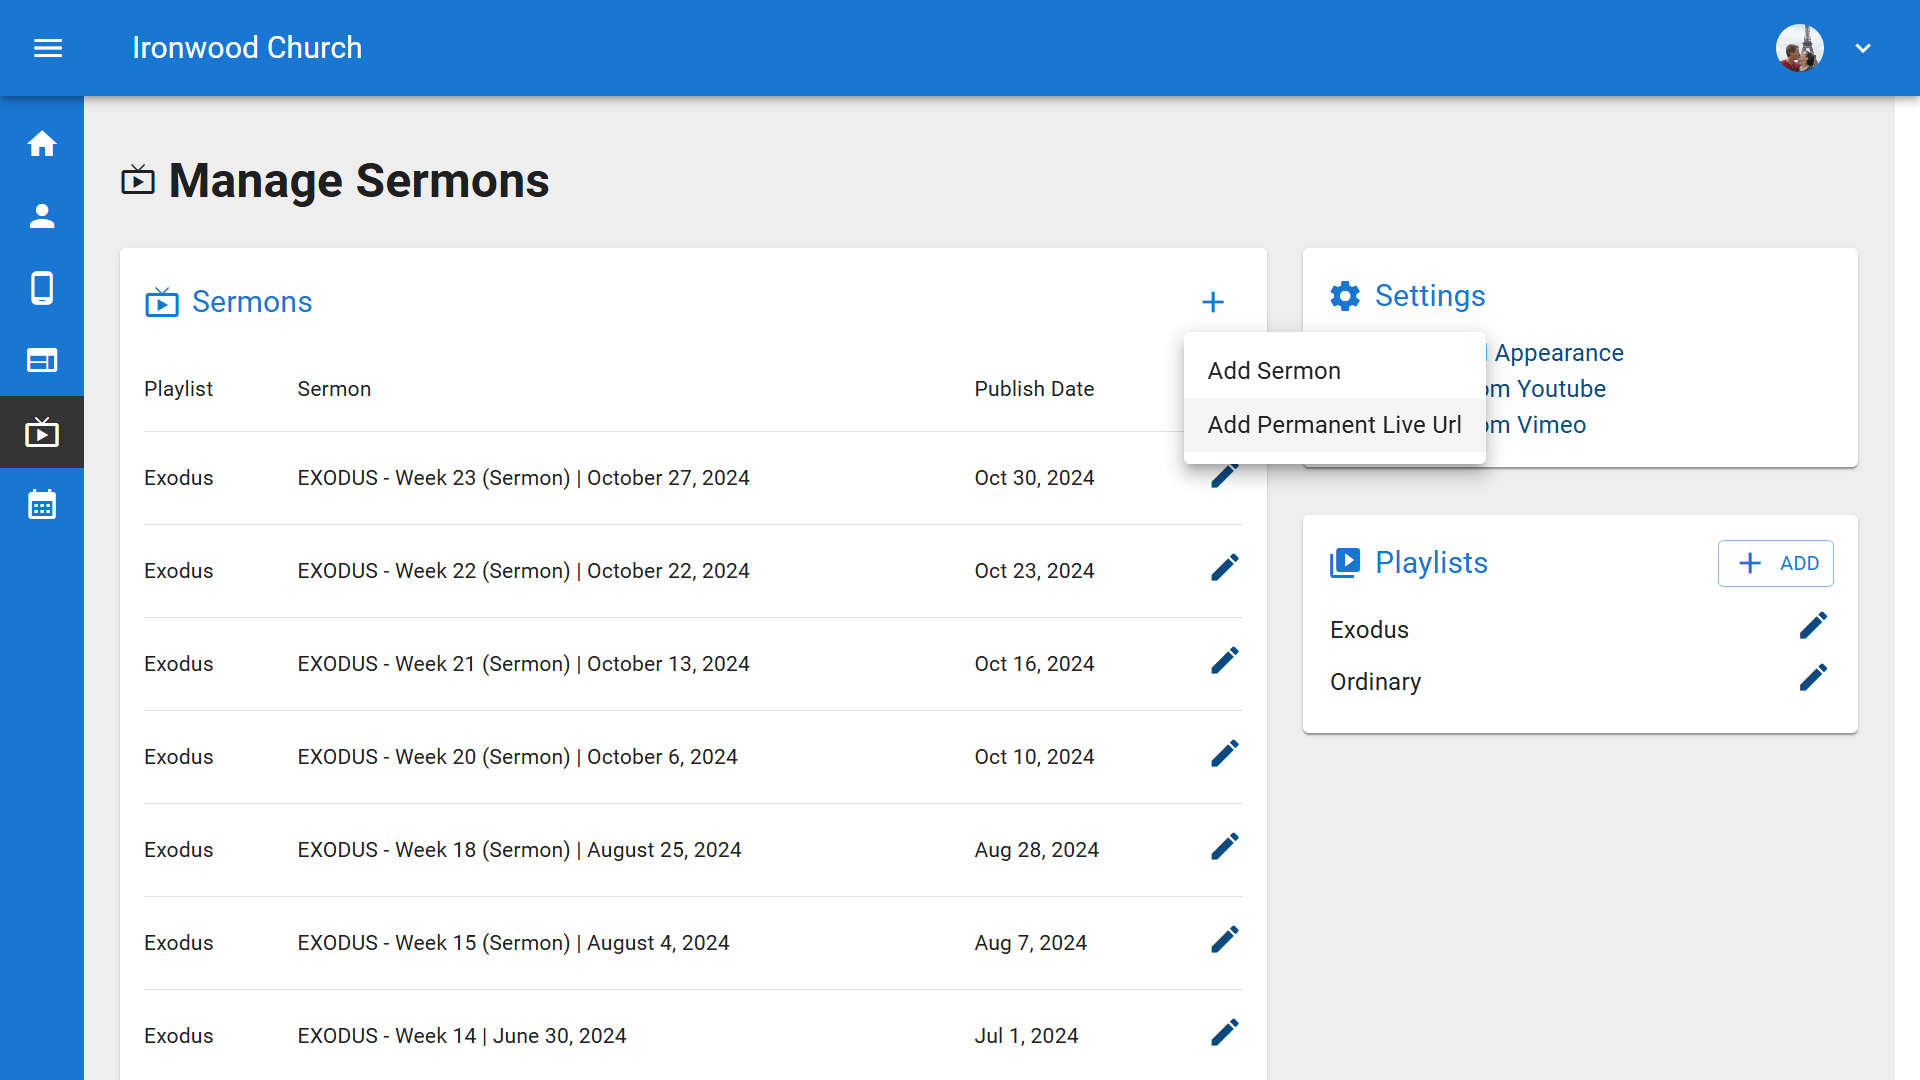 Ironwood Church
Manage Sermons
Sermons
Playlist Sermon Publish Date
Exodus EXODUS - Week 23 (Sermon) | October 27, 2024 Oct 30, 2024
Exodus EXODUS - Week 22 (Sermon) | October 22, 2024 Oct 23, 2024
Exodus EXODUS - Week 21 (Sermon) | October 13, 2024 Oct 16, 2024
Exodus EXODUS - Week 20 (Sermon) | October 6, 2024 Oct 10, 2024
Exodus EXODUS - Week 18 (Sermon) | August 25, 2024 Aug 28, 2024
Exodus EXODUS - Week 15 (Sermon) | August 4, 2024 Aug 7, 2024
Exodus EXODUS - Week 14 | June 30, 2024 Jul 1, 2024
Add Sermon
Add Permanent Live Url
Settings
Appearance
Youtube
Vimeo
Playlists
ADD
Exodus
Ordinary